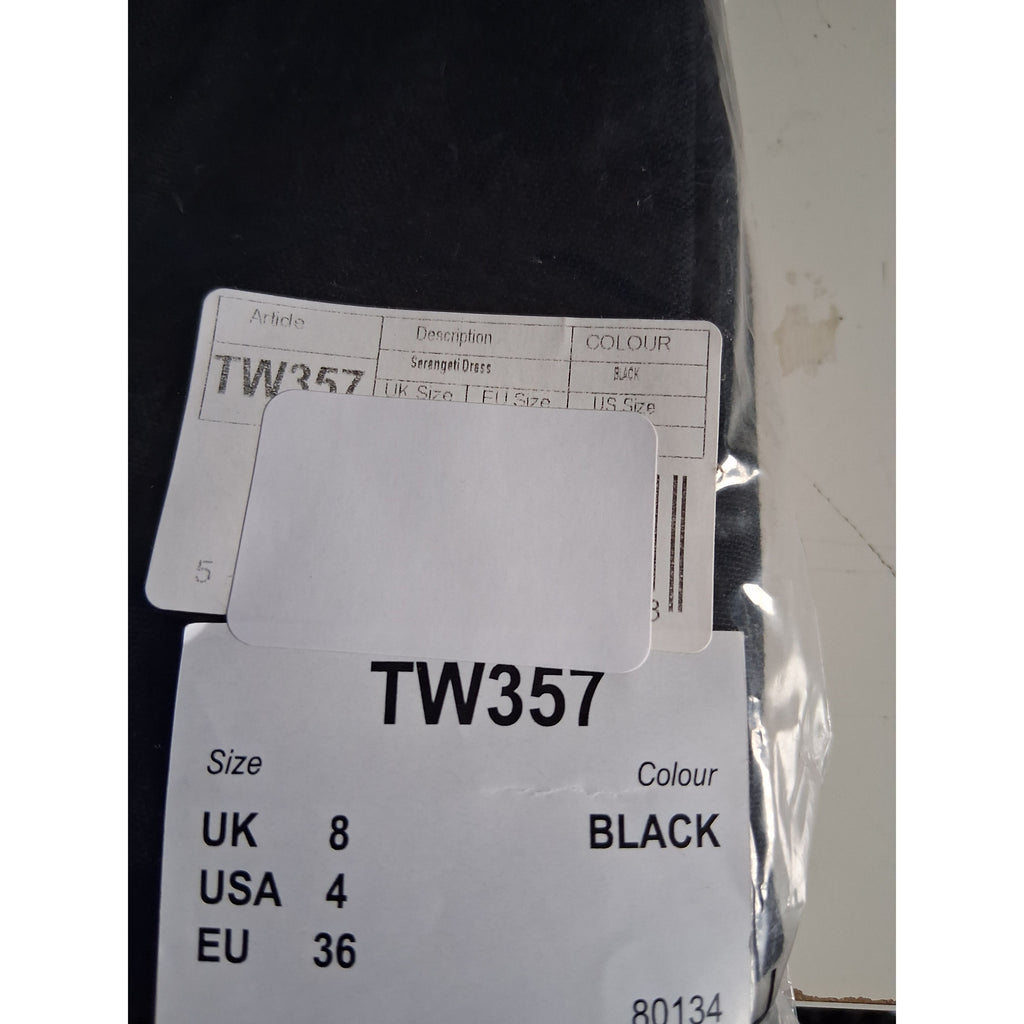 Article Description COLOUR
TW357 Serengeti Dress BLACK
UK Size EU Size US Size
5
8
TW357
Size Colour
UK 8 BLACK
USA 4
EU 36
80134